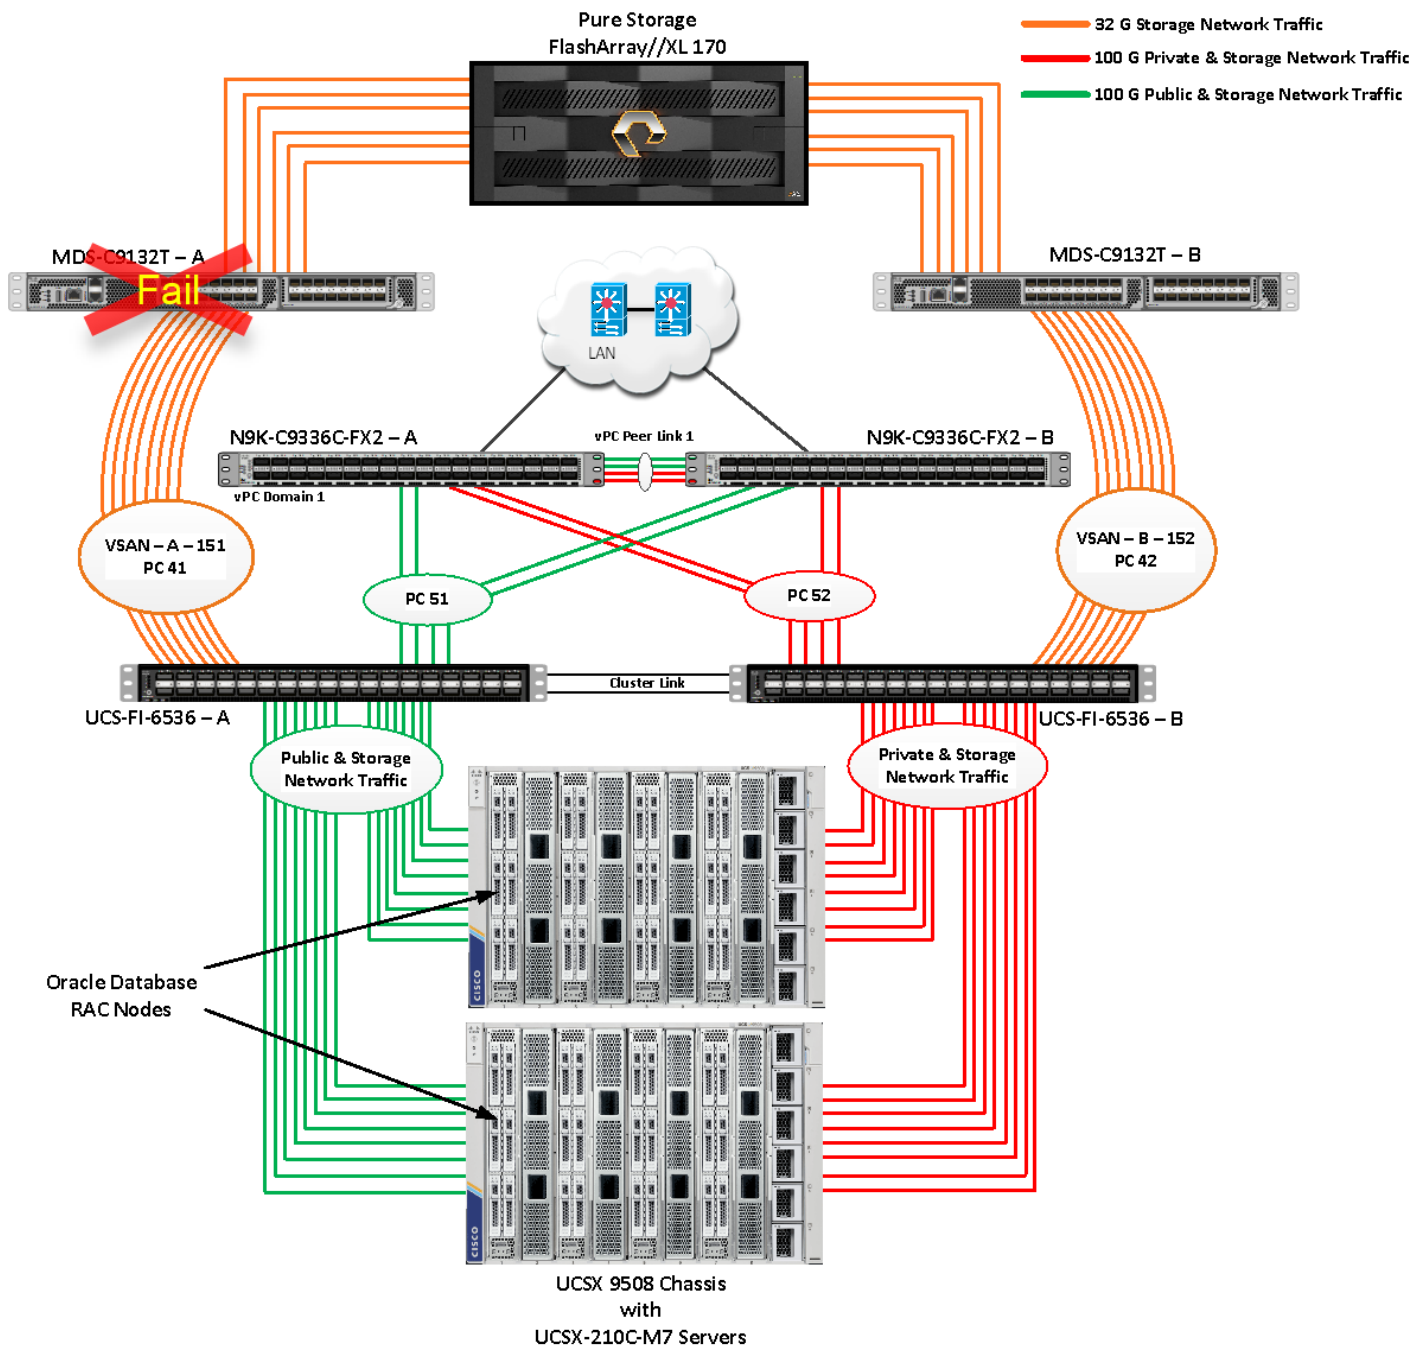 Pure Storage
FlashArray//XL 170
32 G Storage Network Traffic
100 G Private & Storage Network Traffic
100 G Public & Storage Network Traffic
MDS-C9132T – A
Fail
MDS-C9132T – B
LAN
N9K-C9336C-FX2 – A
vPC Peer Link 1
N9K-C9336C-FX2 – B
vPC Domain 1
VSAN – A – 151
PC 41
VSAN – B – 152
PC 42
PC 51
PC 52
Cluster Link
UCS-FI-6536 – A
UCS-FI-6536 – B
Public & Storage
Network Traffic
Private & Storage
Network Traffic
Oracle Database
RAC Nodes
CISCO
CISCO
UCSX 9508 Chassis
with
UCSX-210C-M7 Servers